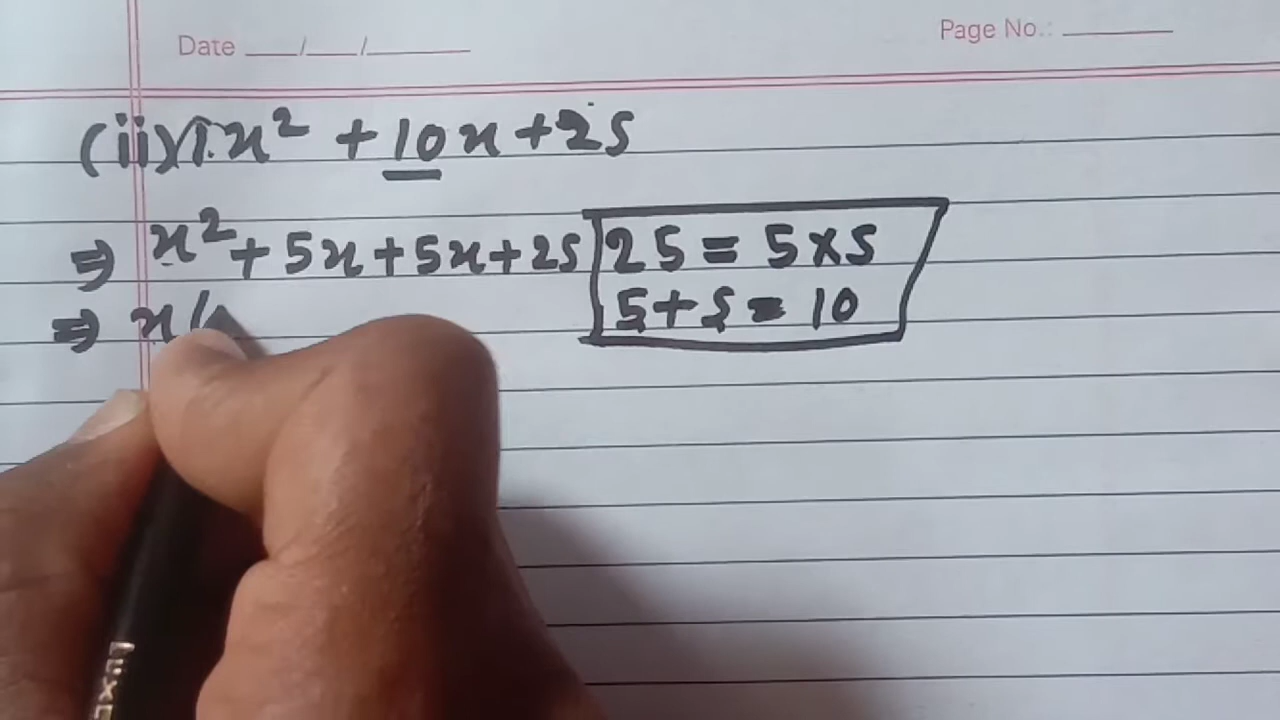 Date ___/___/______
Page No.: ________
(ii) 1x² + 10x + 25
⇒ x² + 5x + 5x + 25
25 = 5 × 5
5 + 5 = 10
⇒ x(